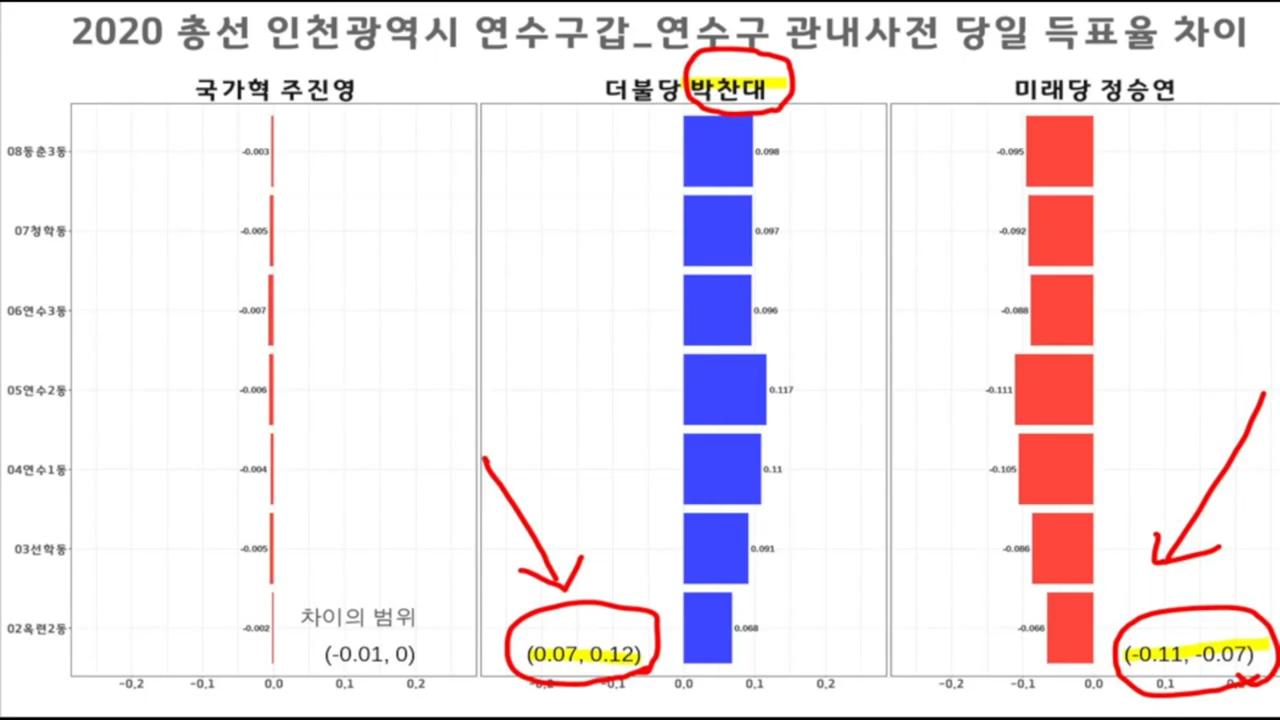 2020 총선 인천광역시 연수구갑_연수구 관내사전 당일 득표율 차이
국가혁 주진영
더불당 박찬대
미래당 정승연
08동춘3동 -0.003 0.098 -0.095
07청학동 -0.005 0.097 -0.092
06연수3동 -0.007 0.096 -0.088
05연수2동 -0.006 0.117 -0.111
04연수1동 -0.004 0.11 -0.105
03선학동 -0.005 0.091 -0.086
02옥련2동 -0.002 0.068 -0.066
차이의 범위
(-0.01, 0) (0.07, 0.12) (-0.11, -0.07)
-0.2 -0.1 0.0 0.1 0.2 -0.2 -0.1 0.0 0.1 0.2 -0.2 -0.1 0.0 0.1 0.2